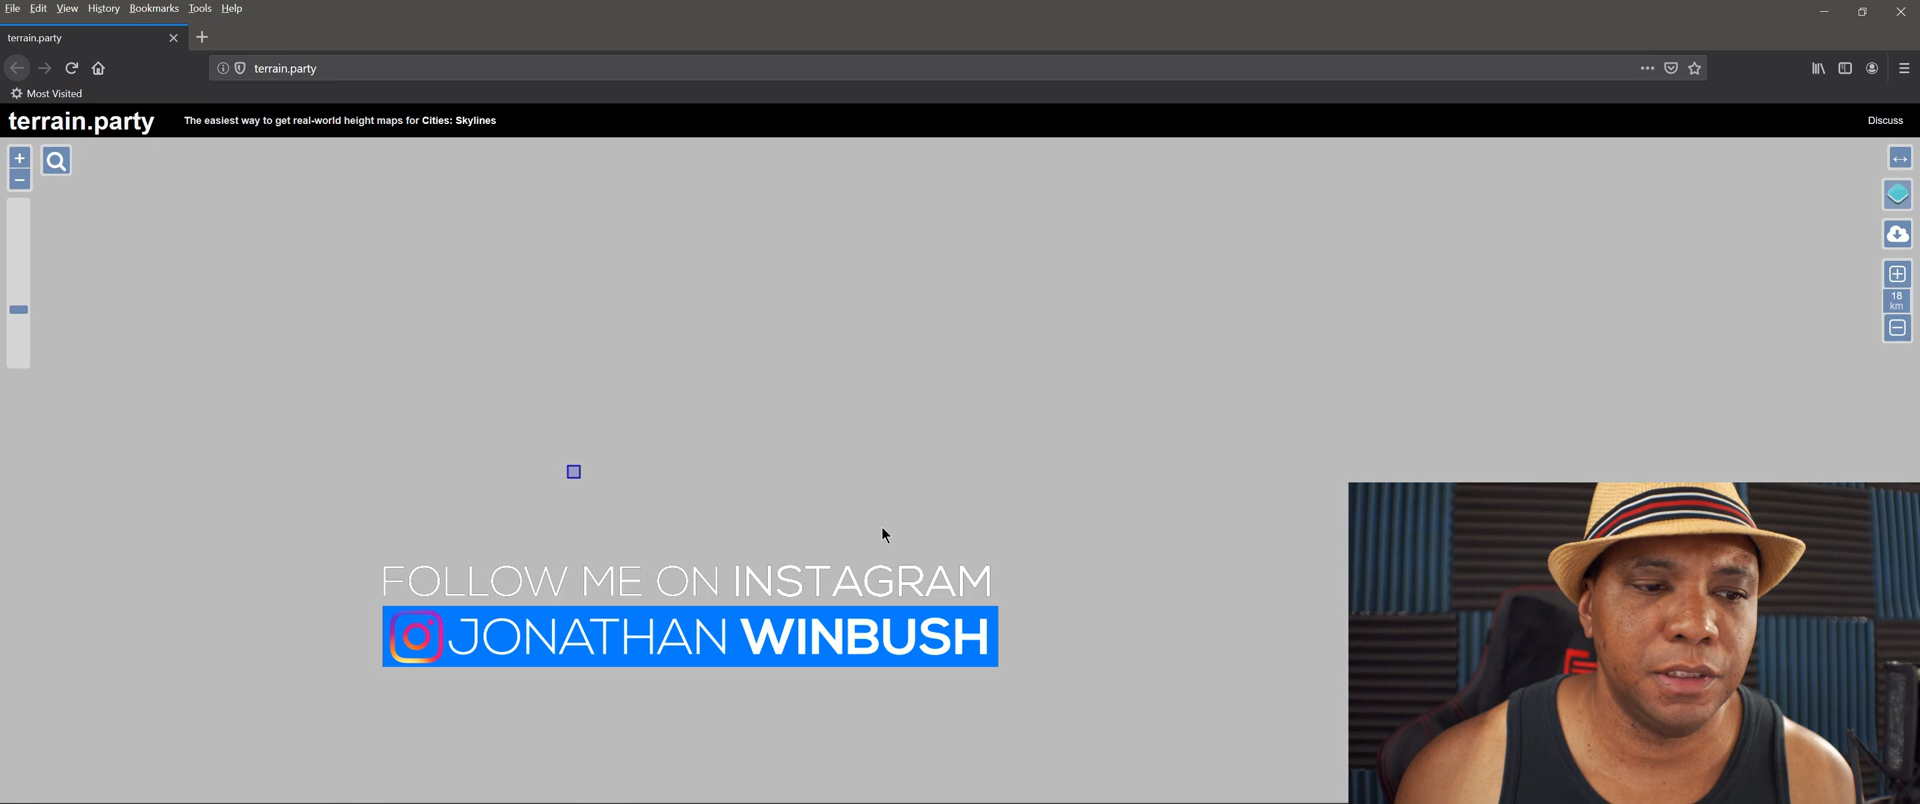 File Edit View History Bookmarks Tools Help
terrain.party
terrain.party
Most Visited
terrain.party The easiest way to get real-world height maps for Cities: Skylines Discuss
18
km
FOLLOW ME ON INSTAGRAM
JONATHAN WINBUSH